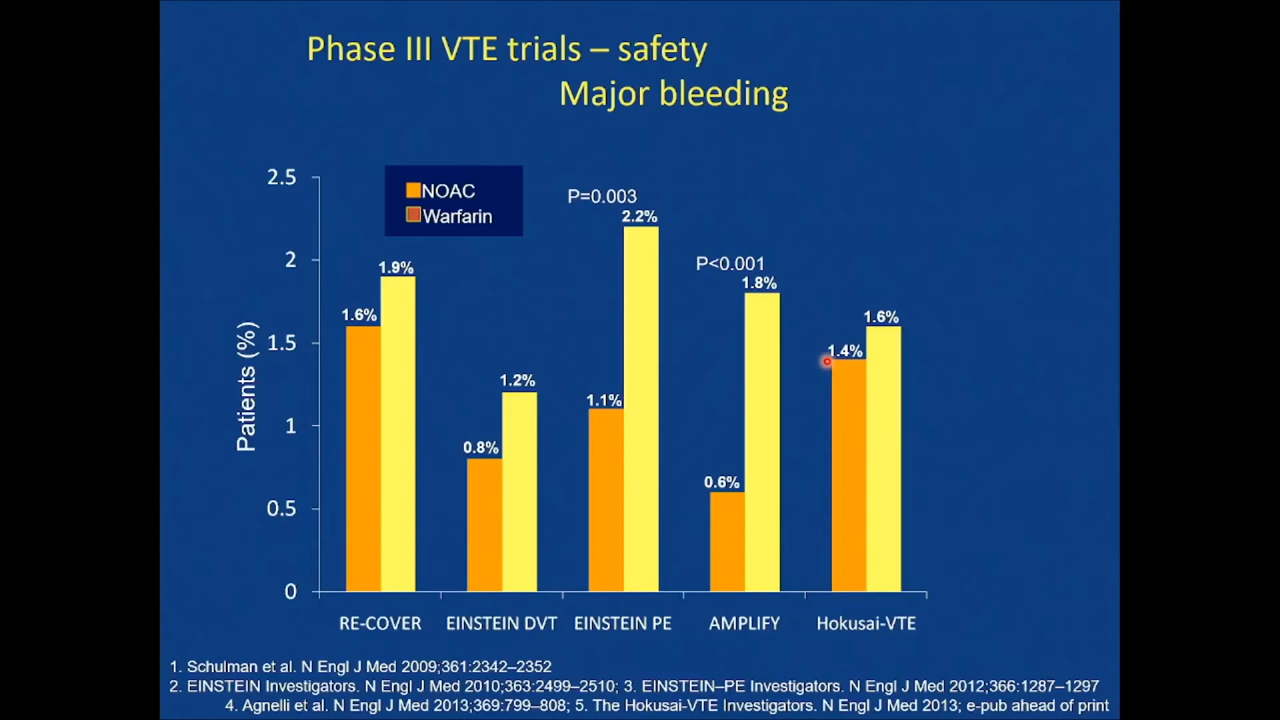 Phase III VTE trials – safety
Major bleeding
2.5
2
1.5
1
0.5
0
Patients (%)
NOAC
Warfarin
1.6%
1.9%
0.8%
1.2%
P=0.003
1.1%
2.2%
P<0.001
0.6%
1.8%
1.4%
1.6%
RE-COVER
EINSTEIN DVT
EINSTEIN PE
AMPLIFY
Hokusai-VTE
1. Schulman et al. N Engl J Med 2009;361:2342–2352
2. EINSTEIN Investigators. N Engl J Med 2010;363:2499–2510; 3. EINSTEIN–PE Investigators. N Engl J Med 2012;366:1287–1297
4. Agnelli et al. N Engl J Med 2013;369:799–808; 5. The Hokusai-VTE Investigators. N Engl J Med 2013; e-pub ahead of print